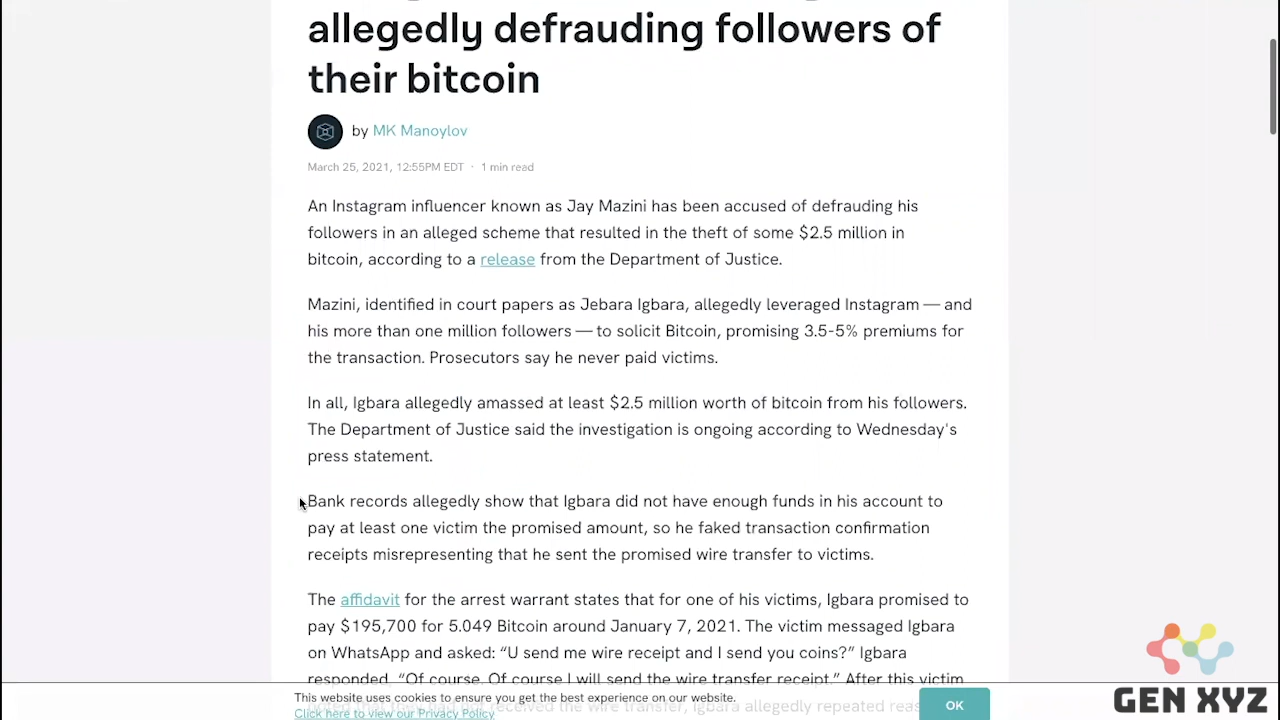 allegedly defrauding followers of
their bitcoin
by MK Manoylov
March 25, 2021, 12:55PM EDT · 1 min read
An Instagram influencer known as Jay Mazini has been accused of defrauding his
followers in an alleged scheme that resulted in the theft of some $2.5 million in
bitcoin, according to a release from the Department of Justice.
Mazini, identified in court papers as Jebara Igbara, allegedly leveraged Instagram — and
his more than one million followers — to solicit Bitcoin, promising 3.5-5% premiums for
the transaction. Prosecutors say he never paid victims.
In all, Igbara allegedly amassed at least $2.5 million worth of bitcoin from his followers.
The Department of Justice said the investigation is ongoing according to Wednesday's
press statement.
Bank records allegedly show that Igbara did not have enough funds in his account to
pay at least one victim the promised amount, so he faked transaction confirmation
receipts misrepresenting that he sent the promised wire transfer to victims.
The affidavit for the arrest warrant states that for one of his victims, Igbara promised to
pay $195,700 for 5.049 Bitcoin around January 7, 2021. The victim messaged Igbara
on WhatsApp and asked: “U send me wire receipt and I send you coins?” Igbara
responded, “Of course. Of course I will send the wire transfer receipt.” After this victim
received the wire transfer, Igbara allegedly repeated
This website uses cookies to ensure you get the best experience on our website.
Click here to view our Privacy Policy
OK
GEN XYZ